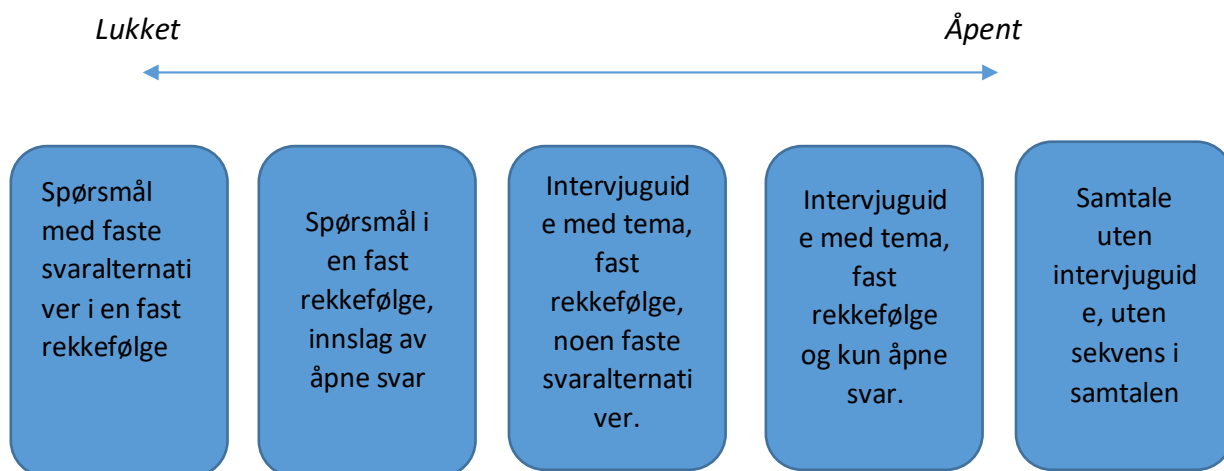 Lukket
Åpent
Spørsmål
med faste
svaralternati
ver i en fast
rekkefølge
Spørsmål i
en fast
rekkefølge,
innslag av
åpne svar
Intervjuguid
e med tema,
fast
rekkefølge,
noen faste
svaralternati
ver.
Intervjuguid
e med tema,
fast
rekkefølge
og kun åpne
svar.
Samtale
uten
intervjuguid
e, uten
sekvens i
samtalen